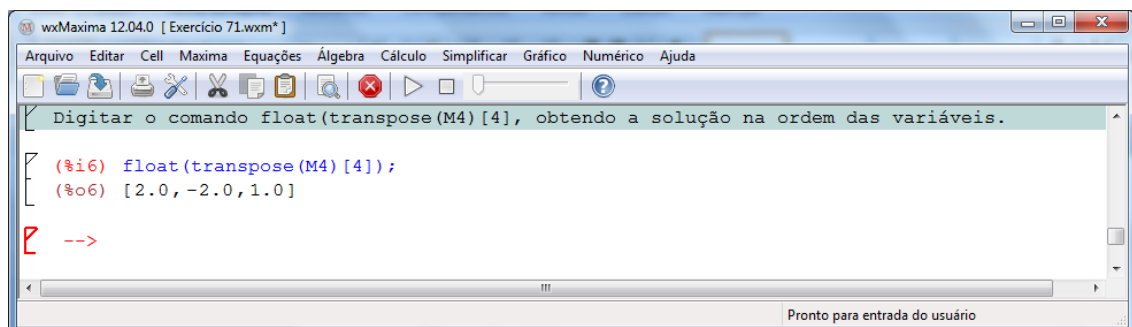 wxMaxima 12.04.0 [ Exercício 71.wxm* ]
Arquivo Editar Cell Maxima Equações Álgebra Cálculo Simplificar Gráfico Numérico Ajuda
Digitar o comando float(transpose(M4)[4], obtendo a solução na ordem das variáveis.
(%i6) float(transpose(M4)[4]);
(%o6) [2.0,-2.0,1.0]
-->
Pronto para entrada do usuário